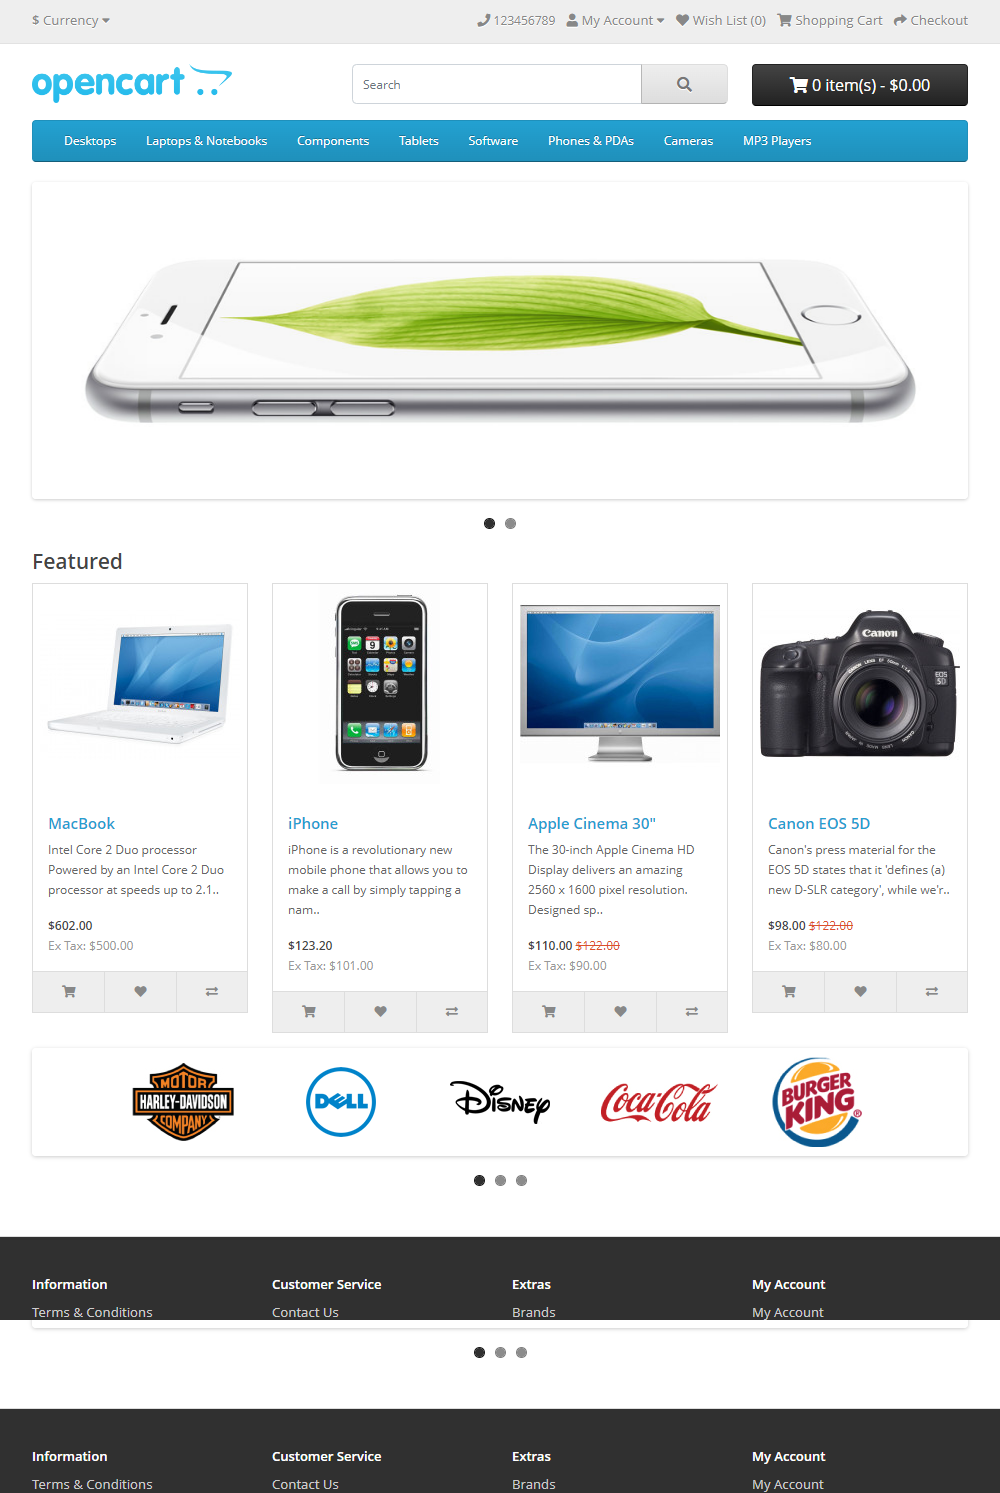 $ Currency
123456789 My Account Wish List (0) Shopping Cart Checkout
opencart
Search
0 item(s) - $0.00
Desktops Laptops & Notebooks Components Tablets Software Phones & PDAs Cameras MP3 Players
Featured
Canon
EOS
5D
MacBook
Intel Core 2 Duo processor
Powered by an Intel Core 2 Duo
processor at speeds up to 2.1..
$602.00
Ex Tax: $500.00
iPhone
iPhone is a revolutionary new
mobile phone that allows you to
make a call by simply tapping a
nam..
$123.20
Ex Tax: $101.00
Apple Cinema 30"
The 30-inch Apple Cinema HD
Display delivers an amazing
2560 x 1600 pixel resolution.
Designed sp..
$110.00 $122.00
Ex Tax: $90.00
Canon EOS 5D
Canon's press material for the
EOS 5D states that it 'defines (a)
new D-SLR category', while we'r..
$98.00 $122.00
Ex Tax: $80.00
MOTOR
HARLEY-DAVIDSON
COMPANY
DELL
Disney
Coca-Cola
BURGER
KING®
Information Customer Service Extras My Account
Terms & Conditions Contact Us Brands My Account
Information Customer Service Extras My Account
Terms & Conditions Contact Us Brands My Account